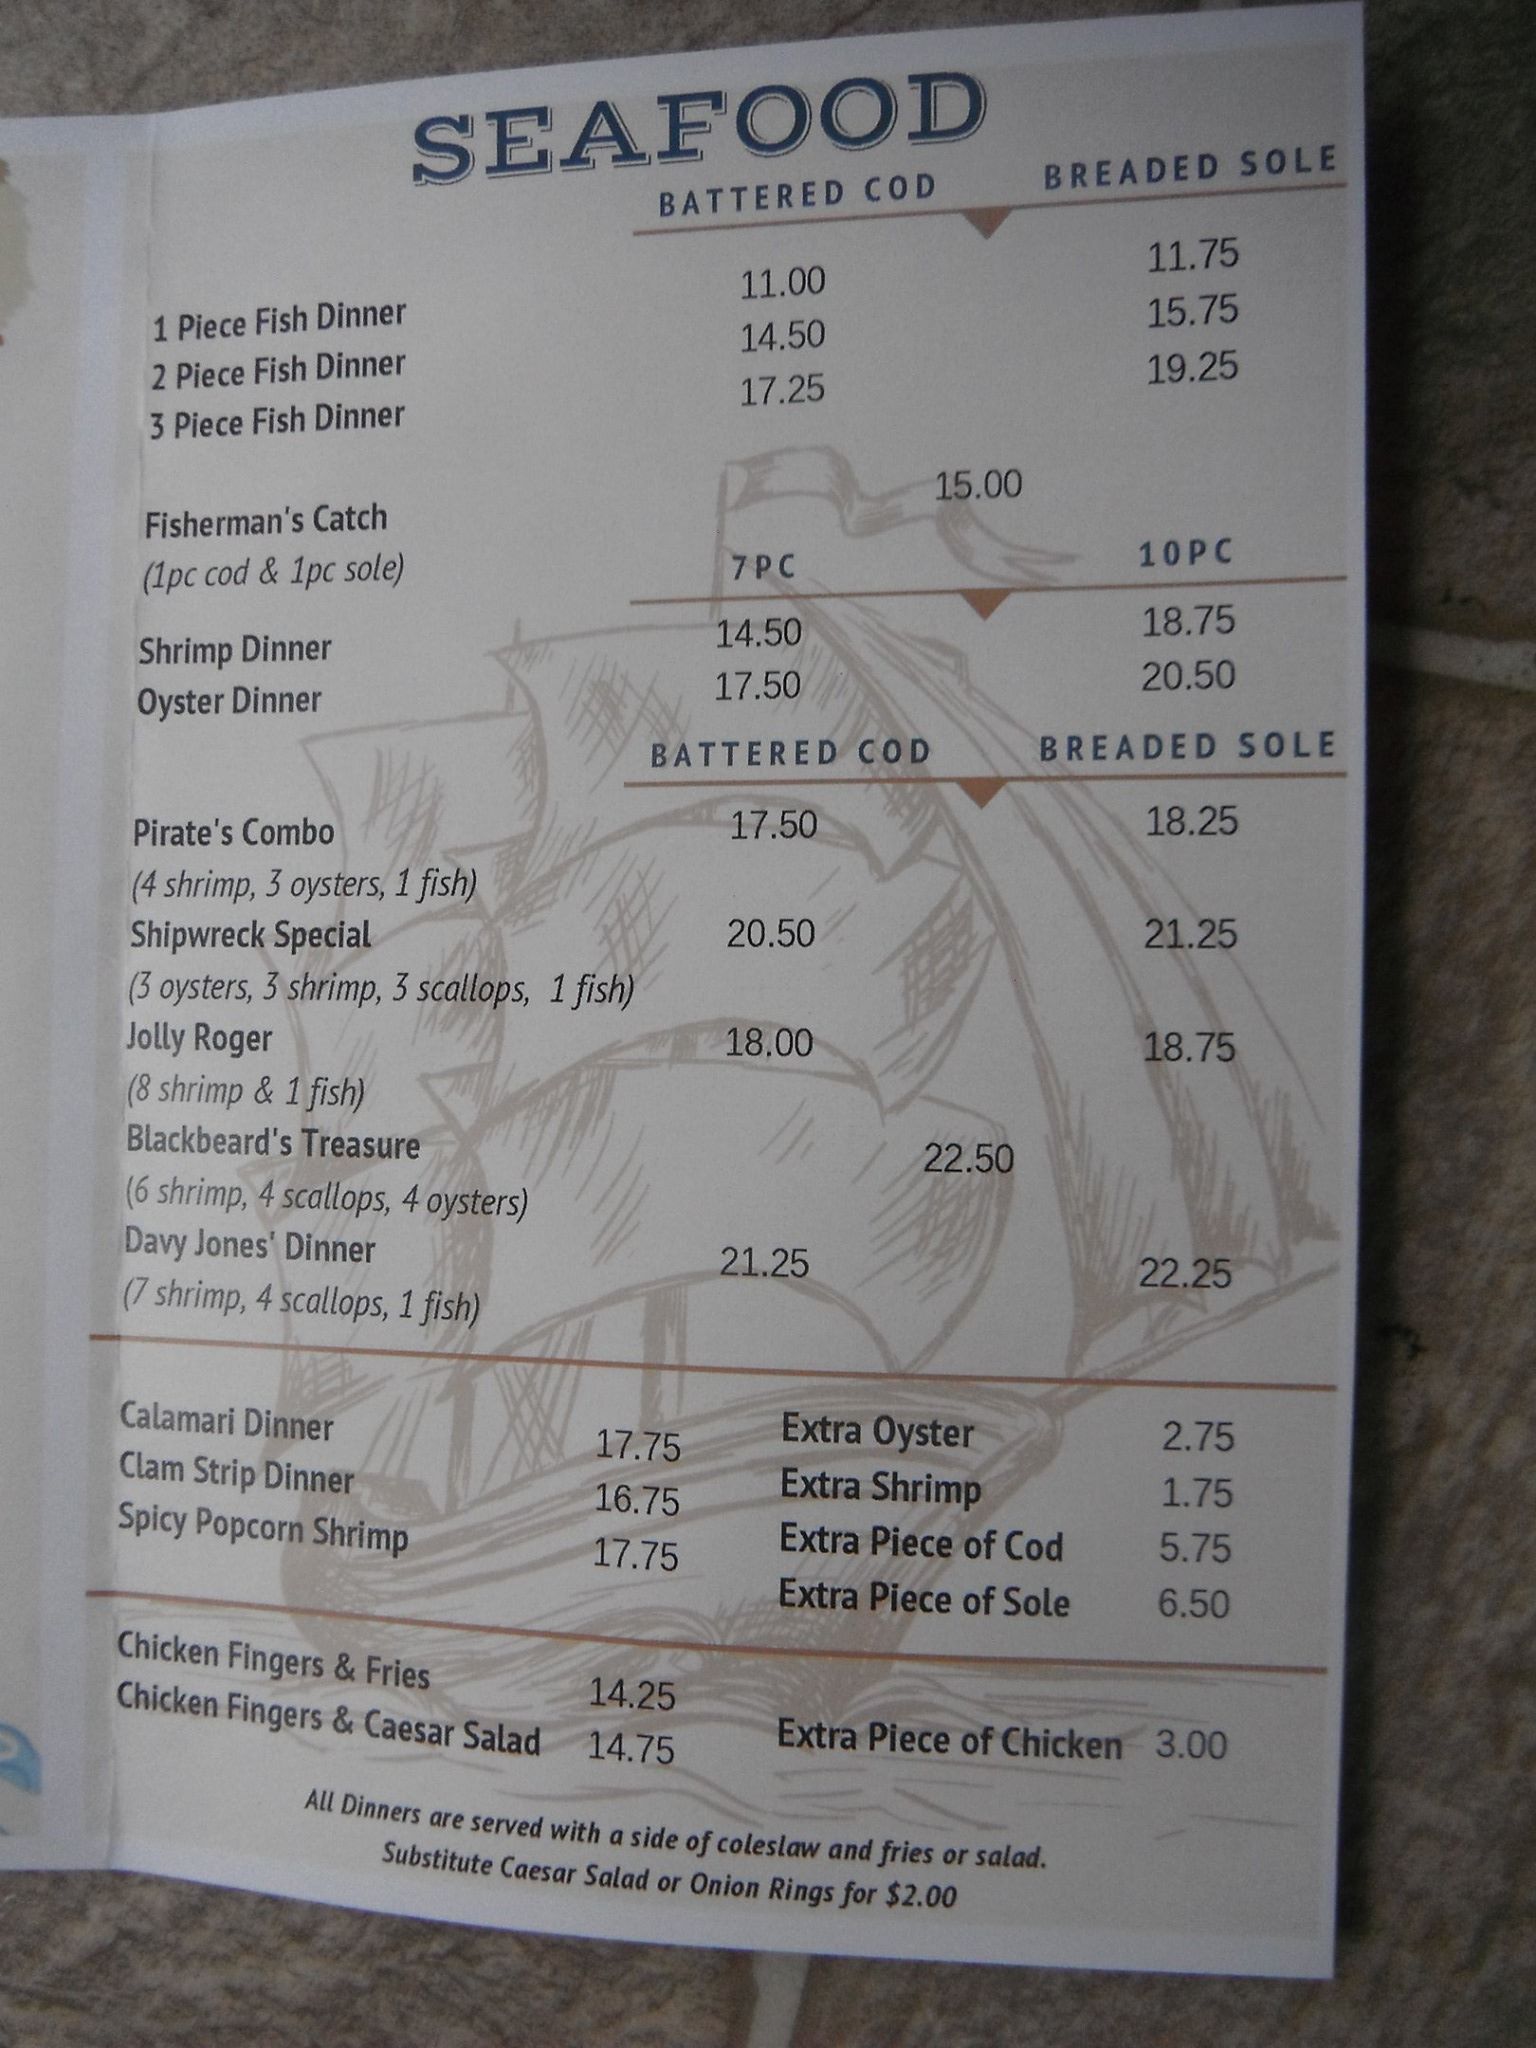 SEAFOOD
BATTERED COD BREADED SOLE
1 Piece Fish Dinner 11.00 11.75
2 Piece Fish Dinner 14.50 15.75
3 Piece Fish Dinner 17.25 19.25
Fisherman's Catch 15.00
(1pc cod & 1pc sole)
7PC 10PC
Shrimp Dinner 14.50 18.75
Oyster Dinner 17.50 20.50
BATTERED COD BREADED SOLE
Pirate's Combo 17.50 18.25
(4 shrimp, 3 oysters, 1 fish)
Shipwreck Special 20.50 21.25
(3 oysters, 3 shrimp, 3 scallops, 1 fish)
Jolly Roger 18.00 18.75
(8 shrimp & 1 fish)
Blackbeard's Treasure 22.50
(6 shrimp, 4 scallops, 4 oysters)
Davy Jones' Dinner 21.25 22.25
(7 shrimp, 4 scallops, 1 fish)
Calamari Dinner 17.75 Extra Oyster 2.75
Clam Strip Dinner 16.75 Extra Shrimp 1.75
Spicy Popcorn Shrimp 17.75 Extra Piece of Cod 5.75
Extra Piece of Sole 6.50
Chicken Fingers & Fries 14.25
Chicken Fingers & Caesar Salad 14.75 Extra Piece of Chicken 3.00
All Dinners are served with a side of coleslaw and fries or salad.
Substitute Caesar Salad or Onion Rings for $2.00